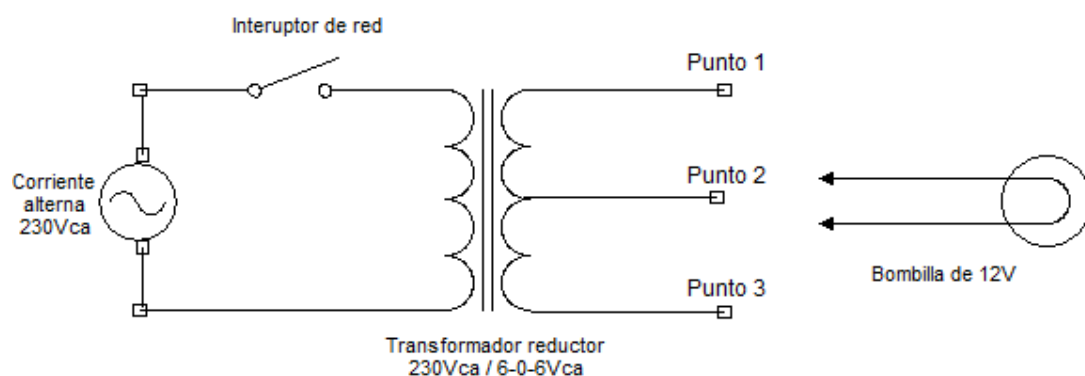 Interuptor de red
Punto 1
Punto 2
Corriente
alterna
230Vca
Bombilla de 12V
Punto 3
Transformador reductor
230Vca / 6-0-6Vca